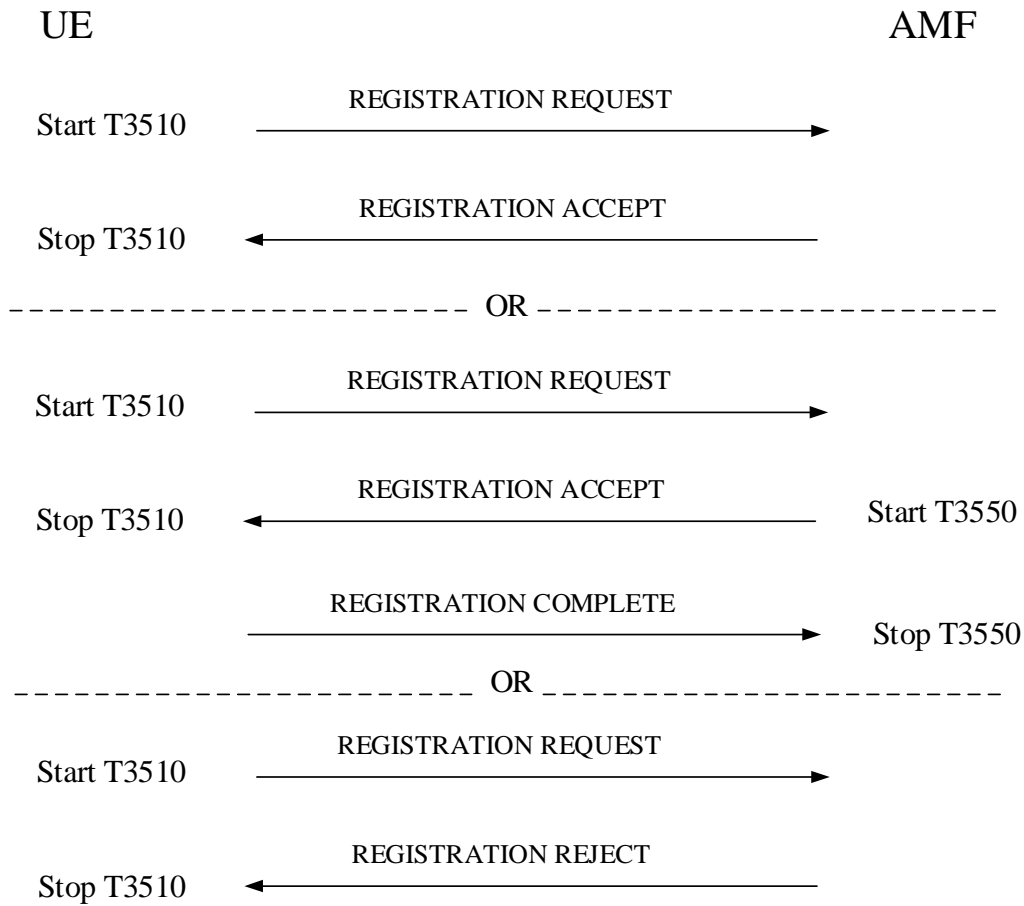 UE AMF
REGISTRATION REQUEST
Start T3510
REGISTRATION ACCEPT
Stop T3510
OR
REGISTRATION REQUEST
Start T3510
REGISTRATION ACCEPT
Stop T3510 Start T3550
REGISTRATION COMPLETE
Stop T3550
OR
REGISTRATION REQUEST
Start T3510
REGISTRATION REJECT
Stop T3510